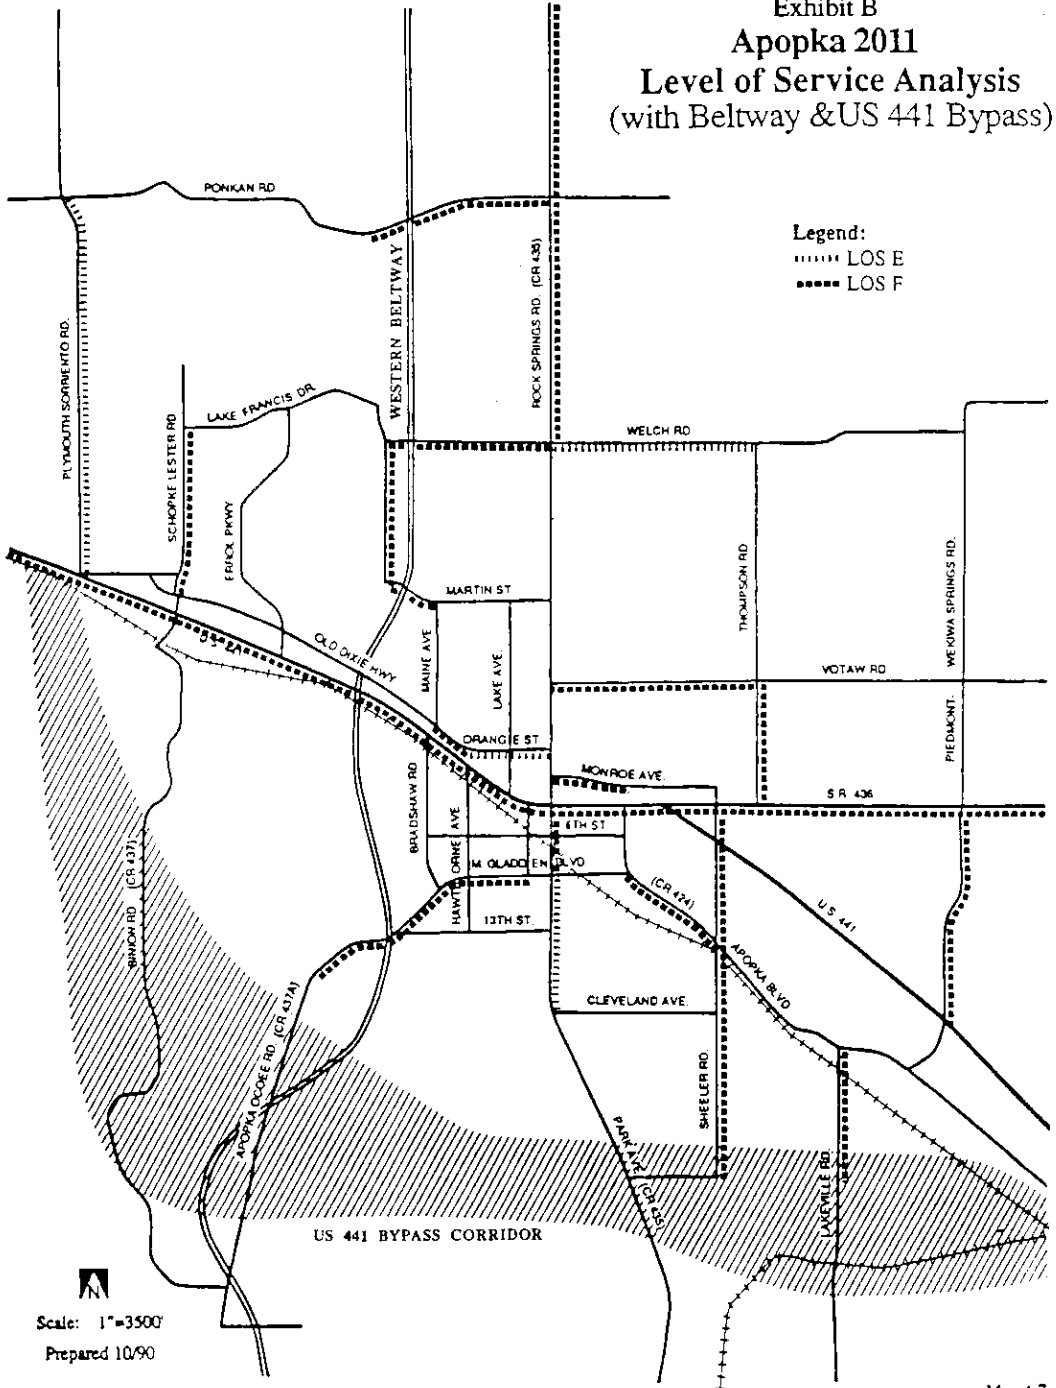 Exhibit B
Apopka 2011
Level of Service Analysis
(with Beltway &US 441 Bypass)
Legend:
LOS E
LOS F
PONKAN RD
WESTERN BELTWAY
ROCK SPRINGS RD. (CR 435)
PLYMOUTH SORRIENTO RD.
SCHOPKE LESTER RD
LAKE FRANCIS DR.
ERROL PKWY
WELCH RD
THOMPSON RD
WEKIWA SPRINGS RD.
PIEDMONT.
MARTIN ST
OLD DIXIE HWY
MAINE AVE
LAKE AVE.
VOTAW RD
ORANGE ST
MONROE AVE.
S.R. 436
BRADSHAW RD
HAWTHORNE AVE
6TH ST
M. GLADDEN BLVD
13TH ST.
(CR 424)
APOPKA BLVD
U.S. 441
BINION RD (CR 437)
APOPKA OCOEE RD. (CR 437A)
CLEVELAND AVE.
SHEELER RD.
PARK AVE. (CR 435)
LAKEVILLE RD.
US 441 BYPASS CORRIDOR
N
Scale: 1"=3500'
Prepared 10/90